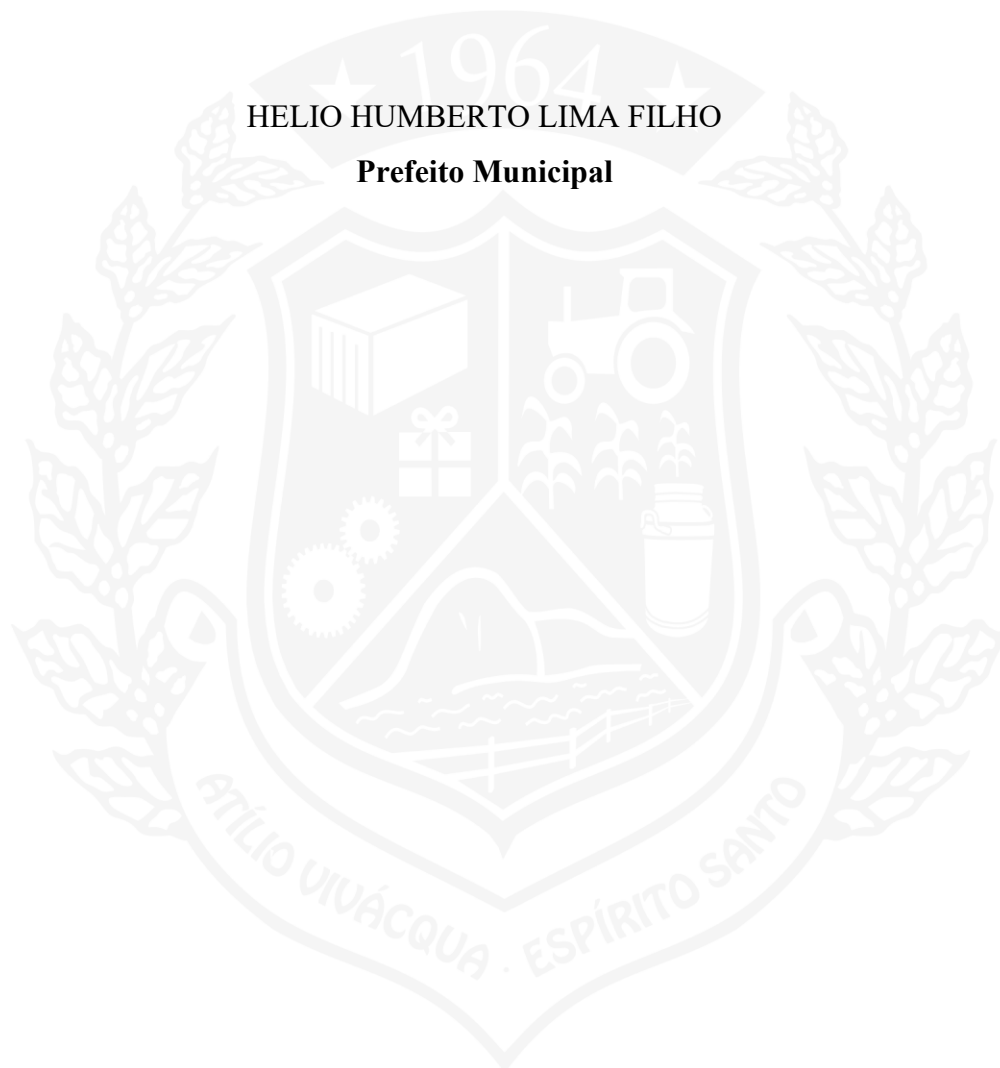 1964
HELIO HUMBERTO LIMA FILHO
Prefeito Municipal
ATÍLIO VIVÁCQUA · ESPÍRITO SANTO